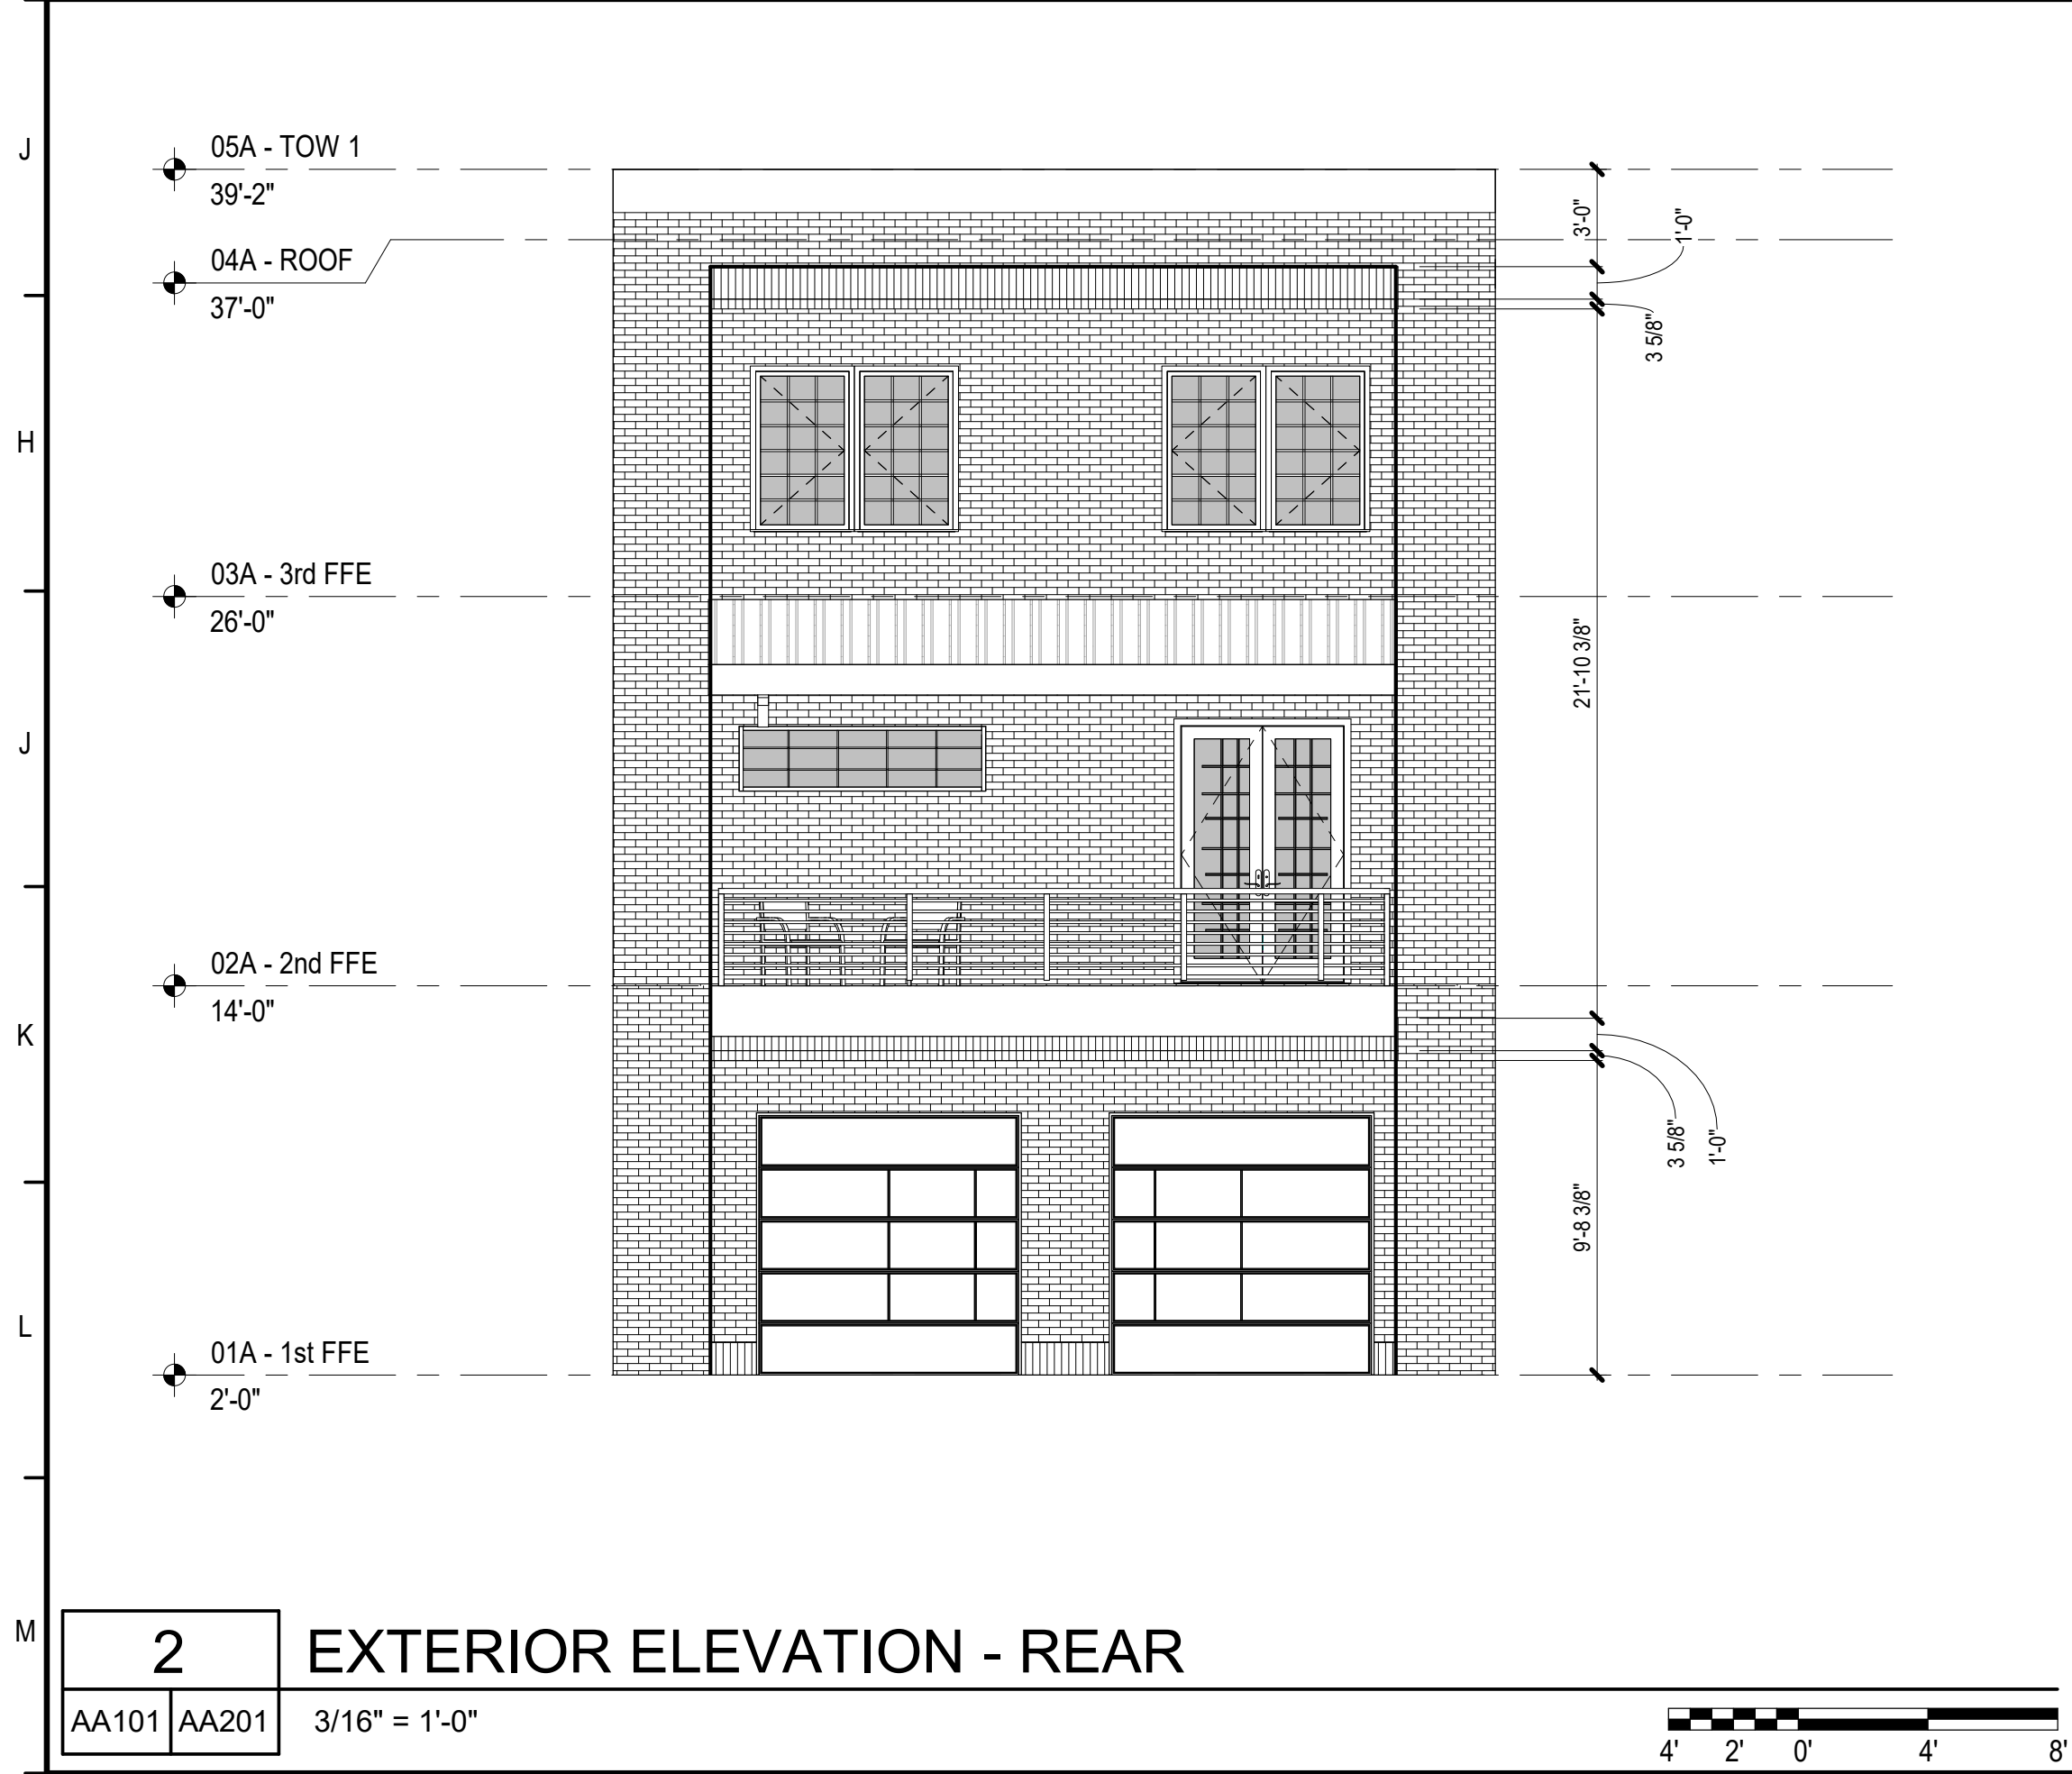 J
H
J
K
L
M
05A - TOW 1
39'-2"
04A - ROOF
37'-0"
03A - 3rd FFE
26'-0"
02A - 2nd FFE
14'-0"
01A - 1st FFE
2'-0"
3'-0"
1'-0"
3 5/8"
21'-10 3/8"
3 5/8"
1'-0"
9'-8 3/8"
2
EXTERIOR ELEVATION - REAR
AA101 AA201
3/16" = 1'-0"
4' 2' 0' 4' 8'